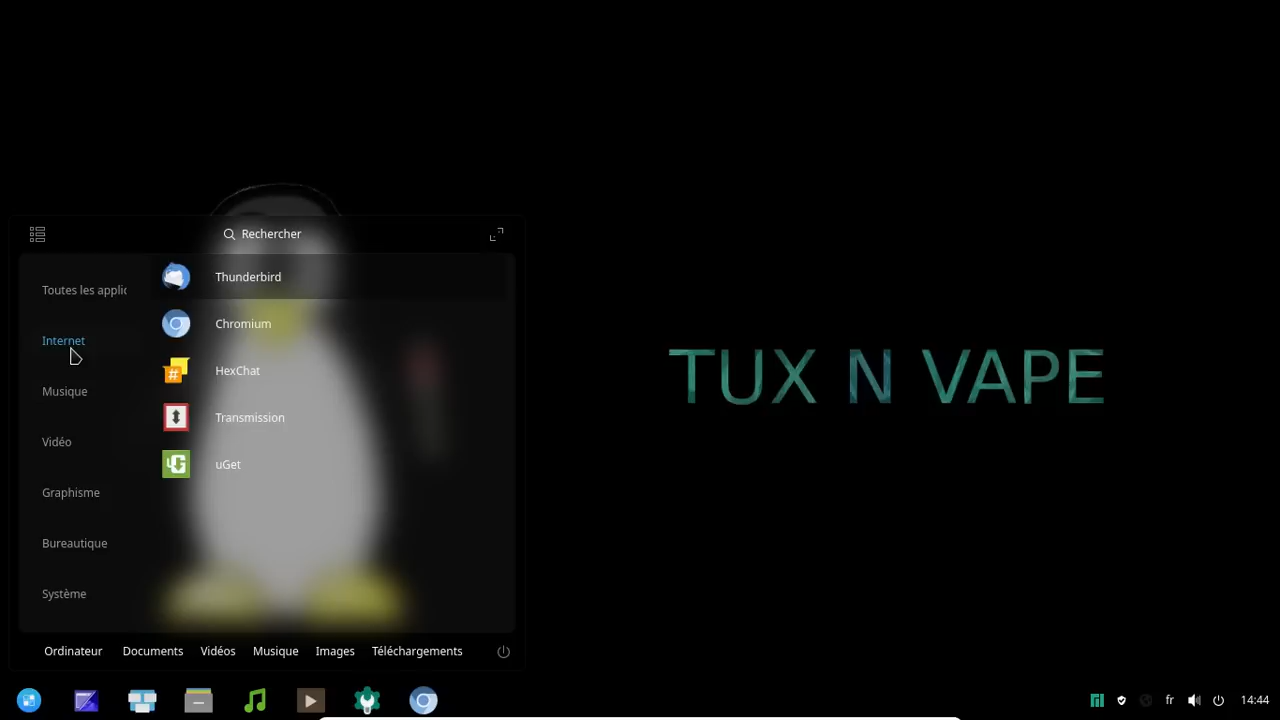 Rechercher
Toutes les applic
Internet
Musique
Vidéo
Graphisme
Bureautique
Système
Thunderbird
Chromium
HexChat
Transmission
uGet
TUX N VAPE
Ordinateur Documents Vidéos Musique Images Téléchargements
fr 14:44